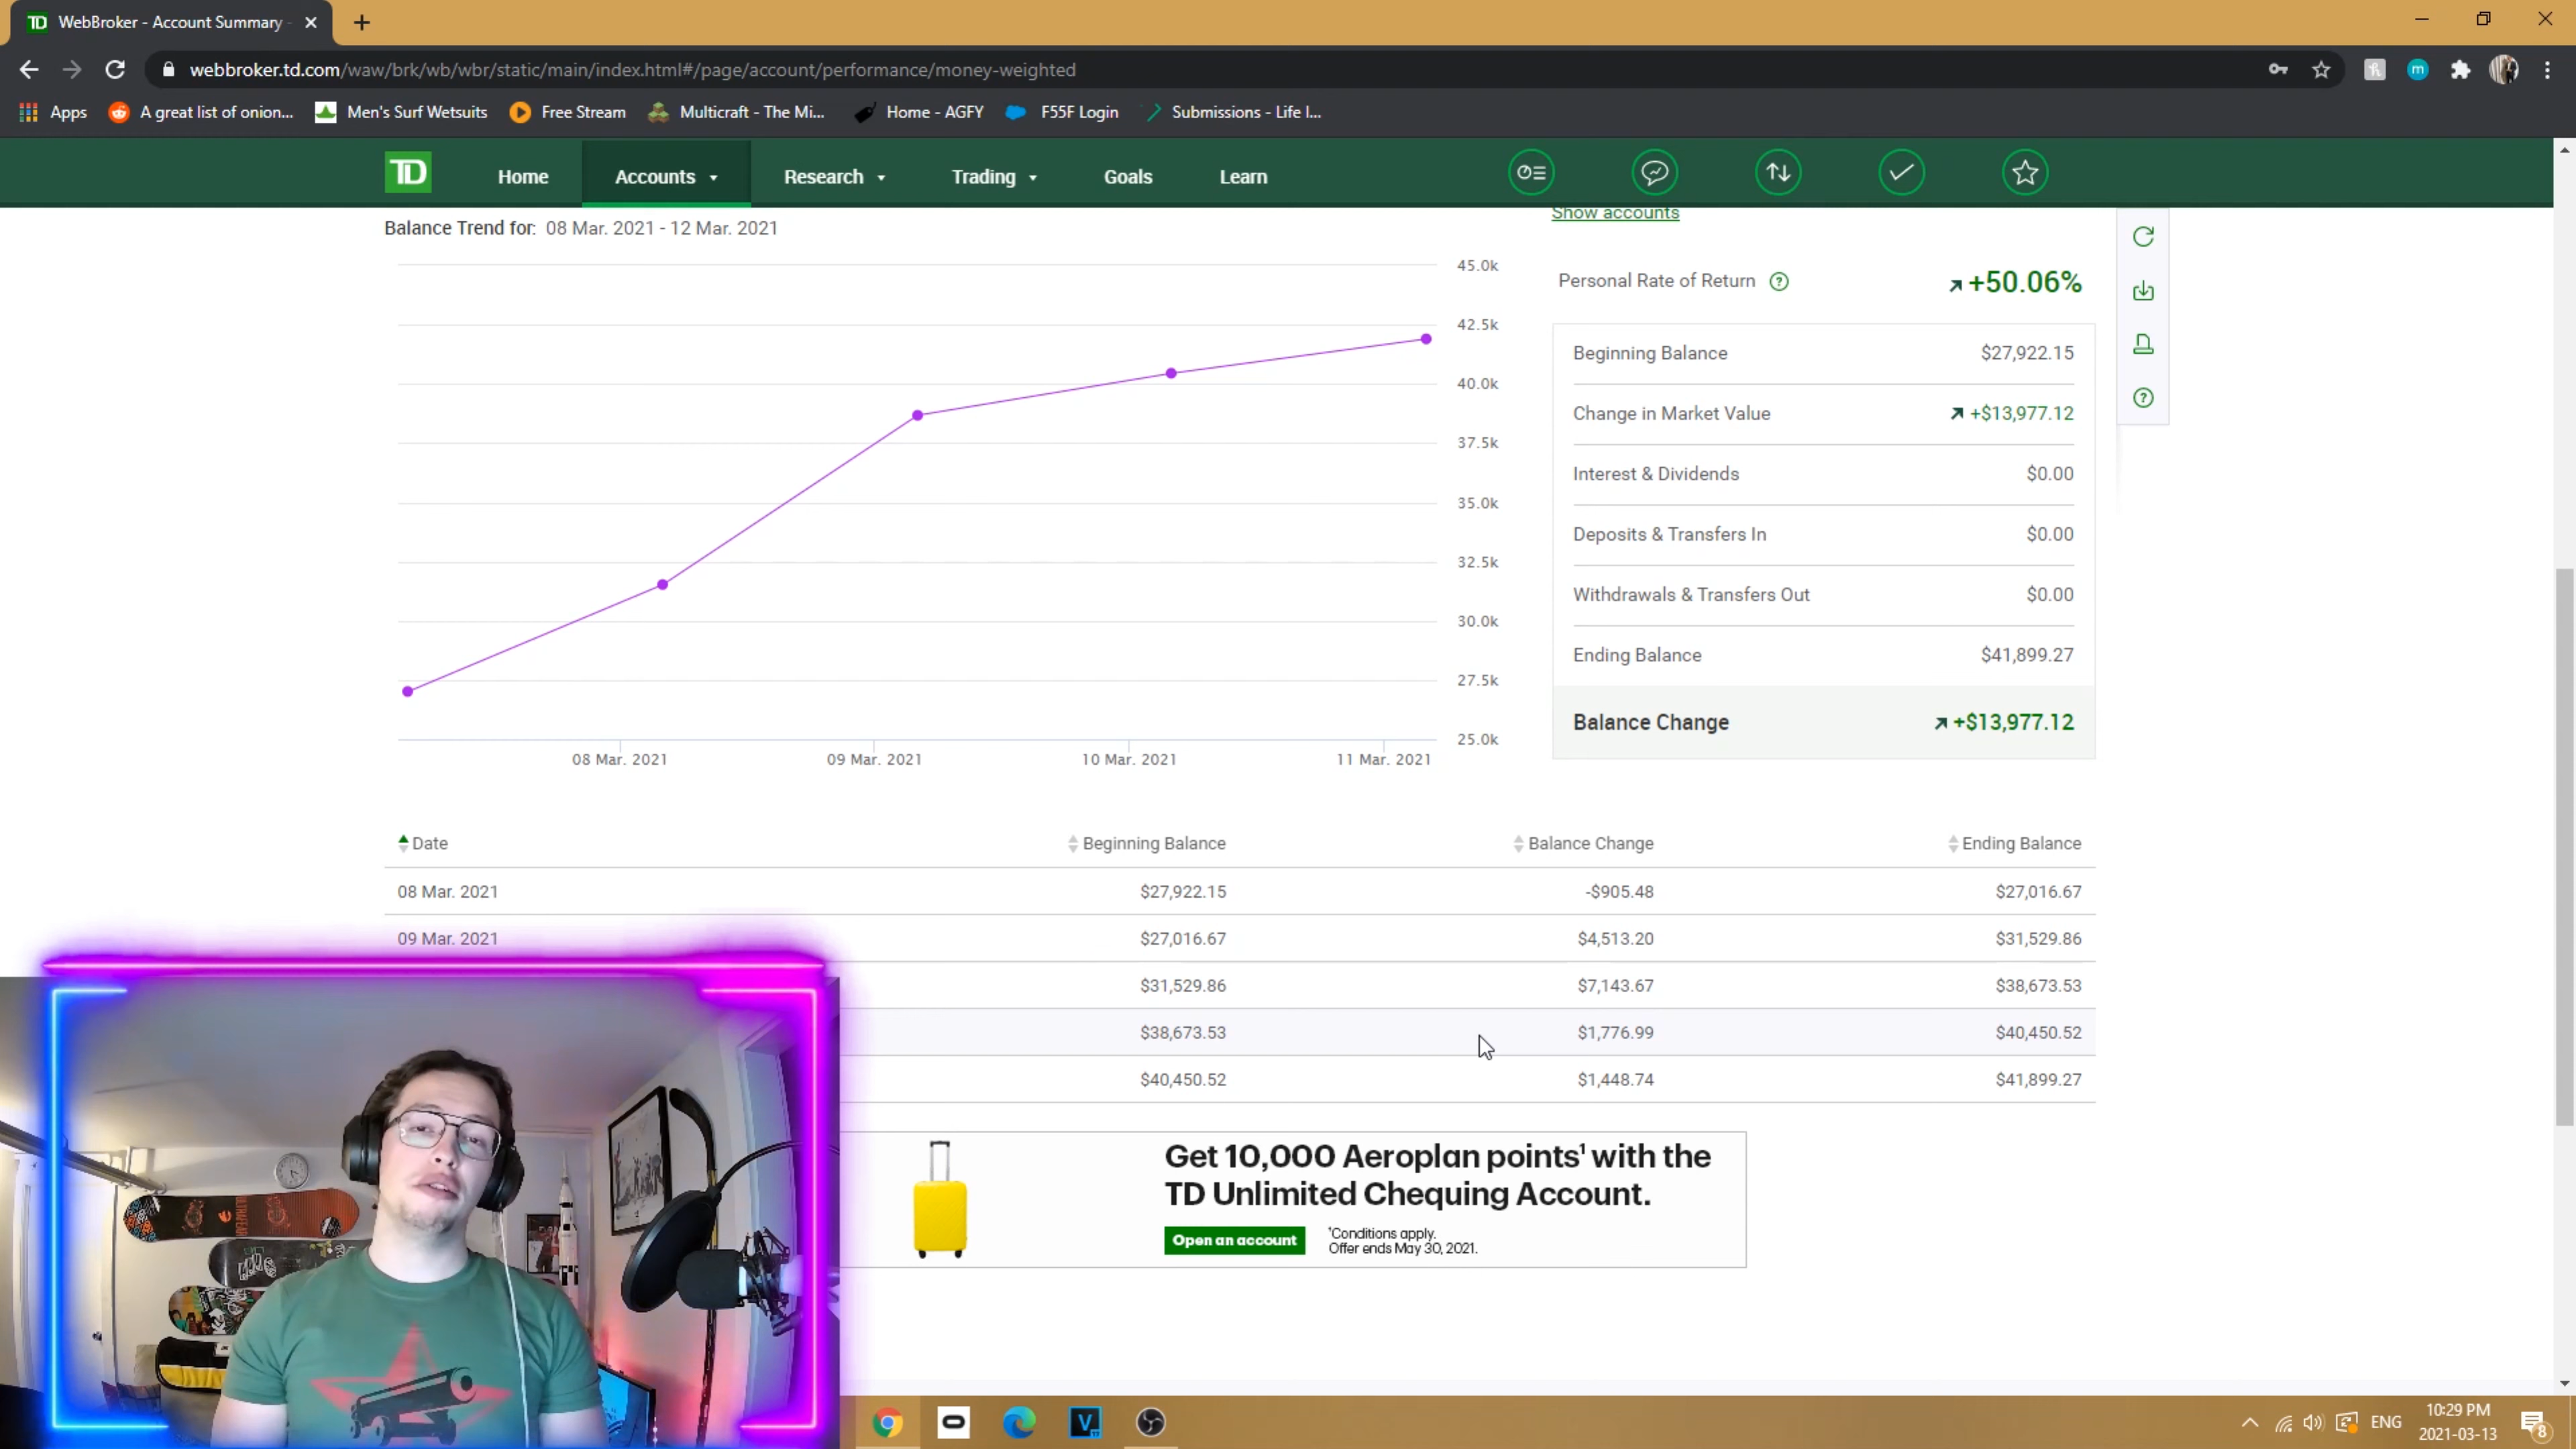 TD WebBroker - Account Summary -
webbroker.td.com/waw/brk/wb/wbr/static/main/index.html#/page/account/performance/money-weighted
m
Apps A great list of onion... Men's Surf Wetsuits Free Stream Multicraft - The Mi... Home - AGFY F55F Login Submissions - Life I...
TD Home Accounts Research Trading Goals Learn
Show accounts
Balance Trend for: 08 Mar. 2021 - 12 Mar. 2021
45.0k
42.5k
40.0k
37.5k
35.0k
32.5k
30.0k
27.5k
25.0k
08 Mar. 2021 09 Mar. 2021 10 Mar. 2021 11 Mar. 2021
Personal Rate of Return ? +50.06%
Beginning Balance $27,922.15
Change in Market Value +$13,977.12
Interest & Dividends $0.00
Deposits & Transfers In $0.00
Withdrawals & Transfers Out $0.00
Ending Balance $41,899.27
Balance Change +$13,977.12
?
Date Beginning Balance Balance Change Ending Balance
08 Mar. 2021 $27,922.15 -$905.48 $27,016.67
09 Mar. 2021 $27,016.67 $4,513.20 $31,529.86
$31,529.86 $7,143.67 $38,673.53
$38,673.53 $1,776.99 $40,450.52
$40,450.52 $1,448.74 $41,899.27
Get 10,000 Aeroplan points¹ with the
TD Unlimited Chequing Account.
Open an account
¹Conditions apply.
Offer ends May 30, 2021.
V
ENG
10:29 PM
2021-03-13
8